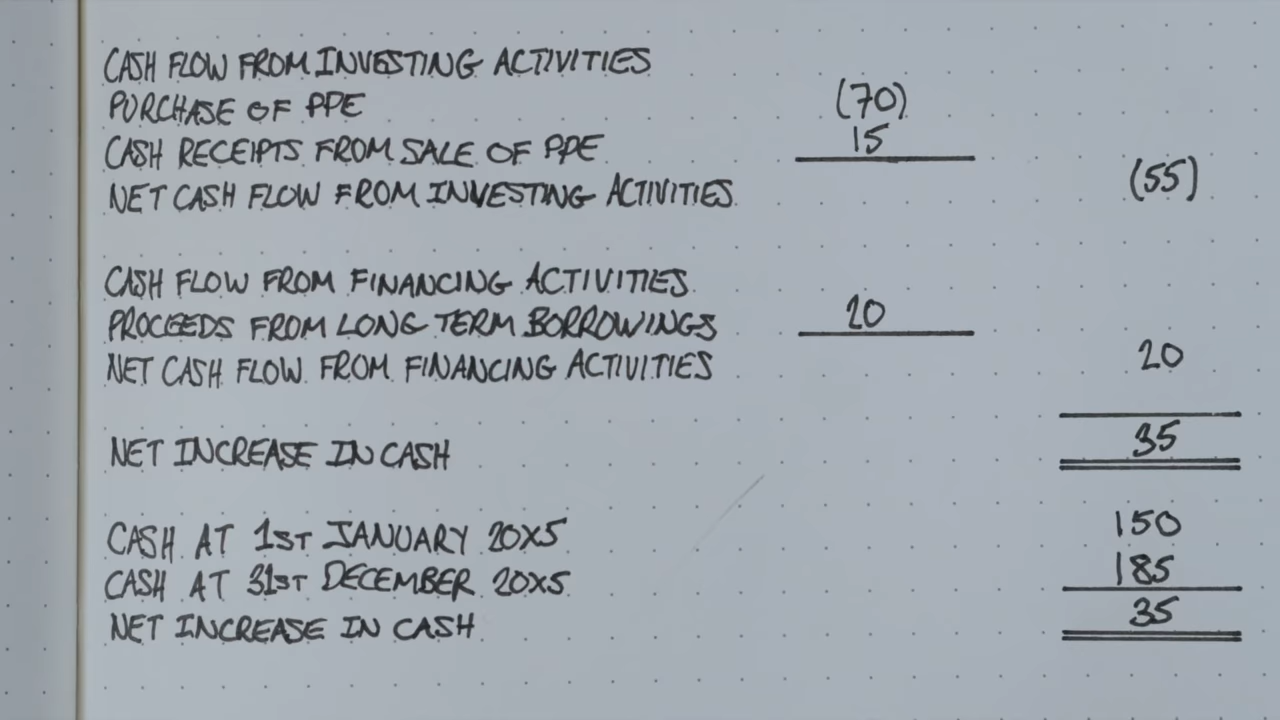 CASH FLOW FROM INVESTING ACTIVITIES
PURCHASE OF PPE (70)
CASH RECEIPTS FROM SALE OF PPE 15
NET CASH FLOW FROM INVESTING ACTIVITIES (55)
CASH FLOW FROM FINANCING ACTIVITIES
PROCEEDS FROM LONG TERM BORROWINGS 20
NET CASH FLOW FROM FINANCING ACTIVITIES 20
NET INCREASE IN CASH 35
CASH AT 1ST JANUARY 20X5 150
CASH AT 31ST DECEMBER 20X5 185
NET INCREASE IN CASH 35